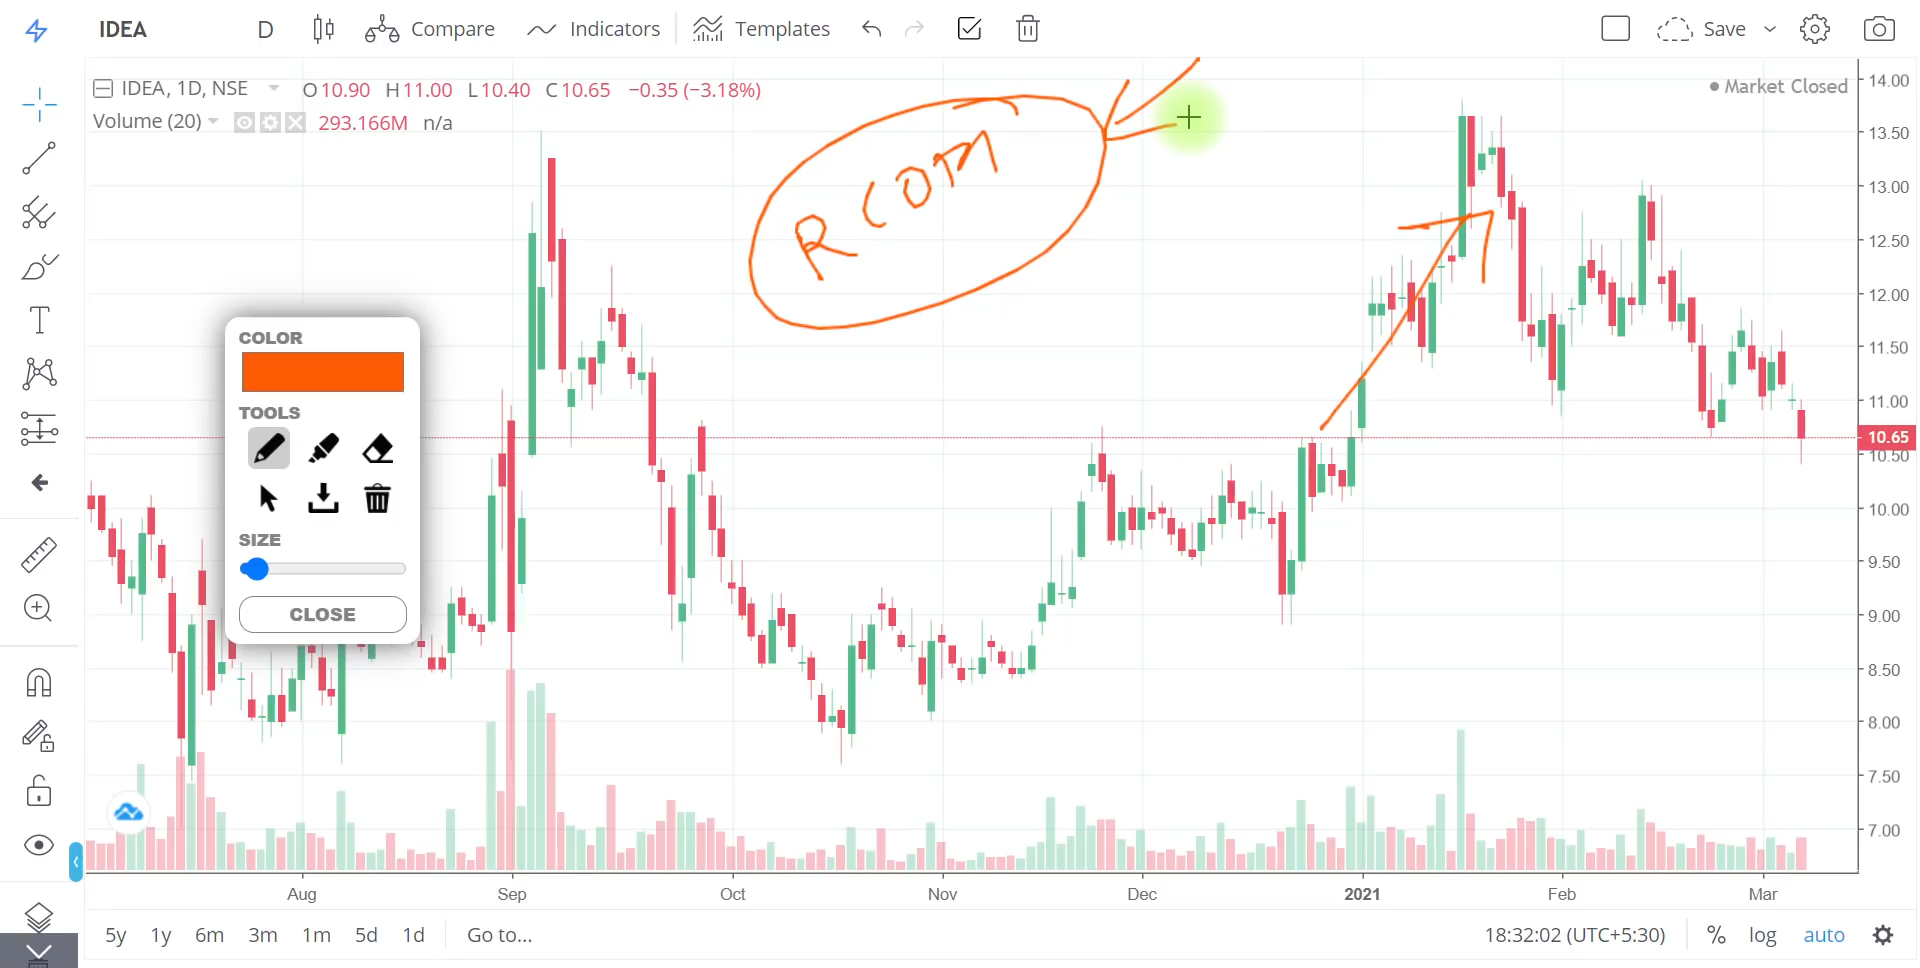 IDEA D Compare Indicators Templates Save
IDEA, 1D, NSE O10.90 H11.00 L10.40 C10.65 −0.35 (−3.18%)
Market Closed
Volume (20) 293.166M n/a
RCOM
COLOR
TOOLS
SIZE
CLOSE
14.00
13.50
13.00
12.50
12.00
11.50
11.00
10.65
10.50
10.00
9.50
9.00
8.50
8.00
7.50
7.00
Aug Sep Oct Nov Dec 2021 Feb Mar
5y 1y 6m 3m 1m 5d 1d Go to... 18:32:02 (UTC+5:30) % log auto